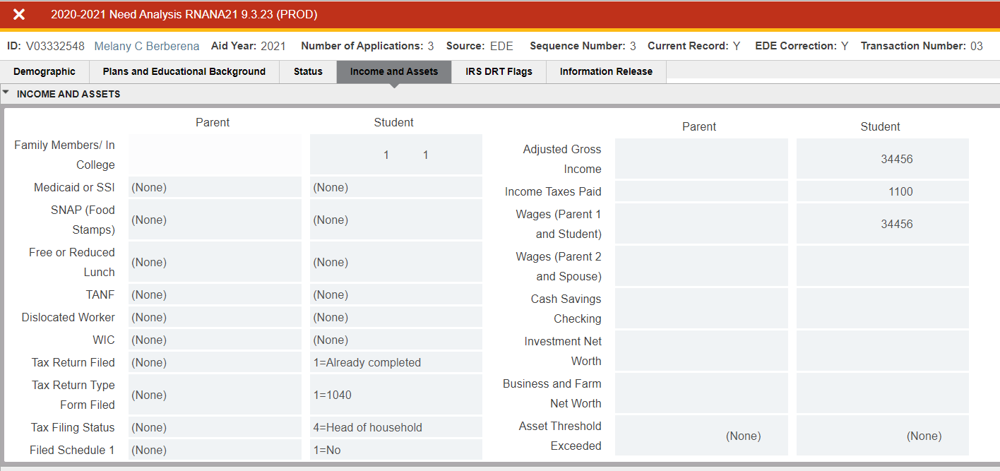 2020-2021 Need Analysis RNANA21 9.3.23 (PROD)
ID: V03332548 Melany C Berberena Aid Year: 2021 Number of Applications: 3 Source: EDE Sequence Number: 3 Current Record: Y EDE Correction: Y Transaction Number: 03
Demographic Plans and Educational Background Status Income and Assets IRS DRT Flags Information Release
INCOME AND ASSETS
Parent Student
Family Members/ In
College 1 1
Medicaid or SSI (None) (None)
SNAP (Food
Stamps) (None) (None)
Free or Reduced
Lunch (None) (None)
TANF (None) (None)
Dislocated Worker (None) (None)
WIC (None) (None)
Tax Return Filed (None) 1=Already completed
Tax Return Type
Form Filed (None) 1=1040
Tax Filing Status (None) 4=Head of household
Filed Schedule 1 (None) 1=No
Parent Student
Adjusted Gross
Income 34456
Income Taxes Paid 1100
Wages (Parent 1
and Student) 34456
Wages (Parent 2
and Spouse)
Cash Savings
Checking
Investment Net
Worth
Business and Farm
Net Worth
Asset Threshold
Exceeded (None) (None)